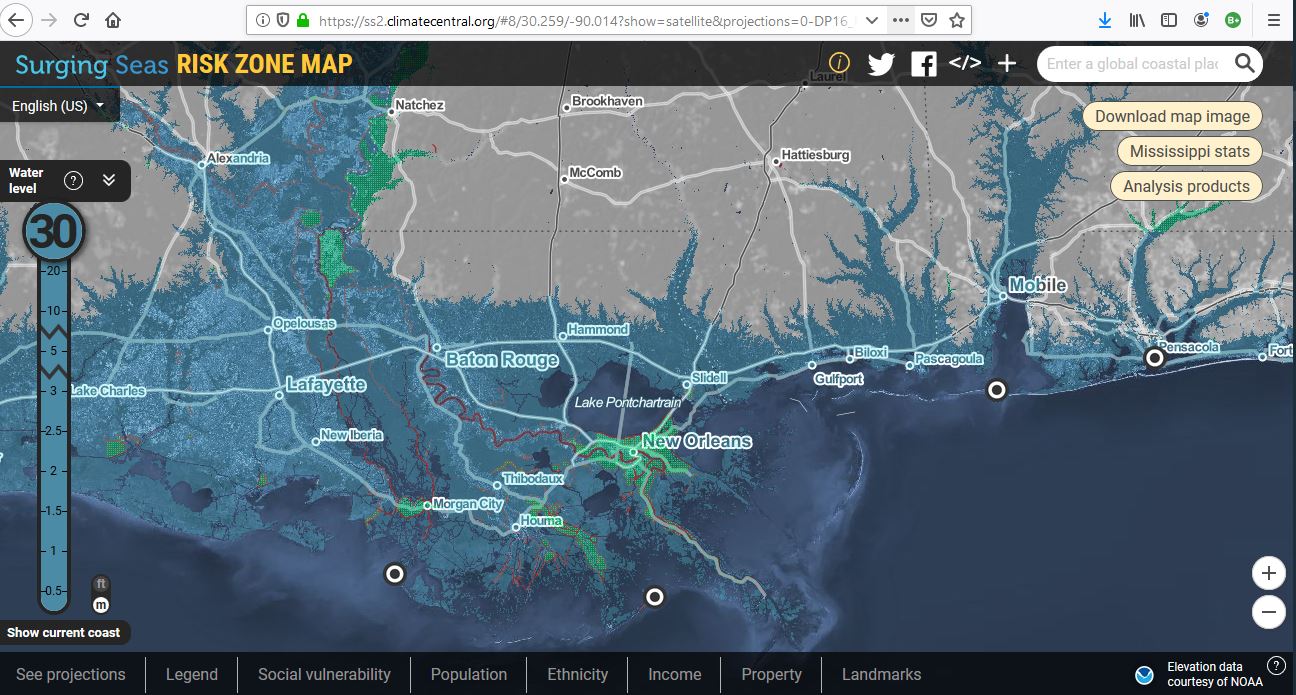 https://ss2.climatecentral.org/#8/30.259/-90.014?show=satellite&projections=0-DP16_
B+
Surging Seas RISK ZONE MAP
i
</>
Enter a global coastal plac
English (US)
Download map image
Mississippi stats
Analysis products
Water
level
?
30
20
10
5
3
2.5
2
1.5
1
0.5
ft
m
Show current coast
Laurel
Natchez
Brookhaven
Alexandria
Hattiesburg
McComb
Mobile
Opelousas
Hammond
Baton Rouge
Biloxi
Pensacola
Fort
Pascagoula
Slidell
Gulfport
Lafayette
Lake Charles
Lake Pontchartrain
New Iberia
New Orleans
Thibodaux
Morgan City
Houma
+
−
See projections
Legend
Social vulnerability
Population
Ethnicity
Income
Property
Landmarks
Elevation data
courtesy of NOAA
?